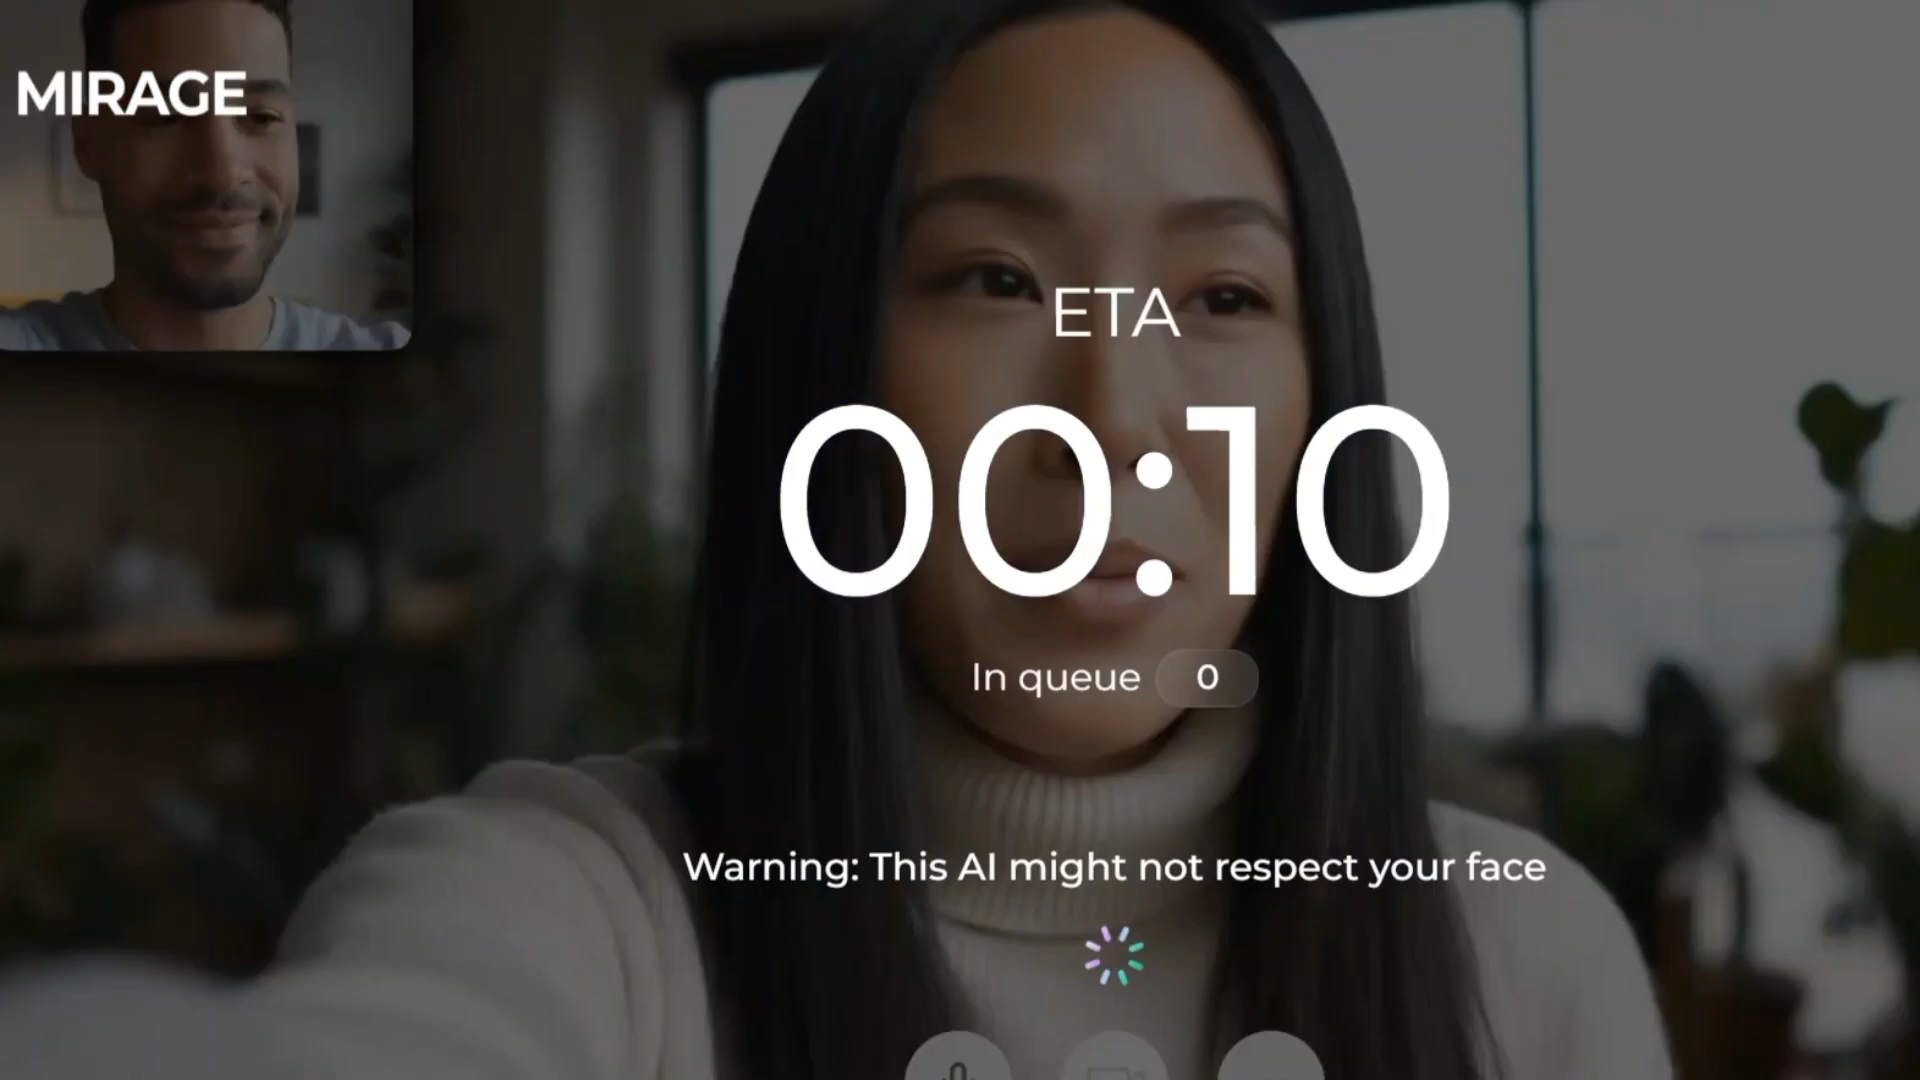 MIRAGE
ETA
00:10
In queue 0
Warning: This AI might not respect your face